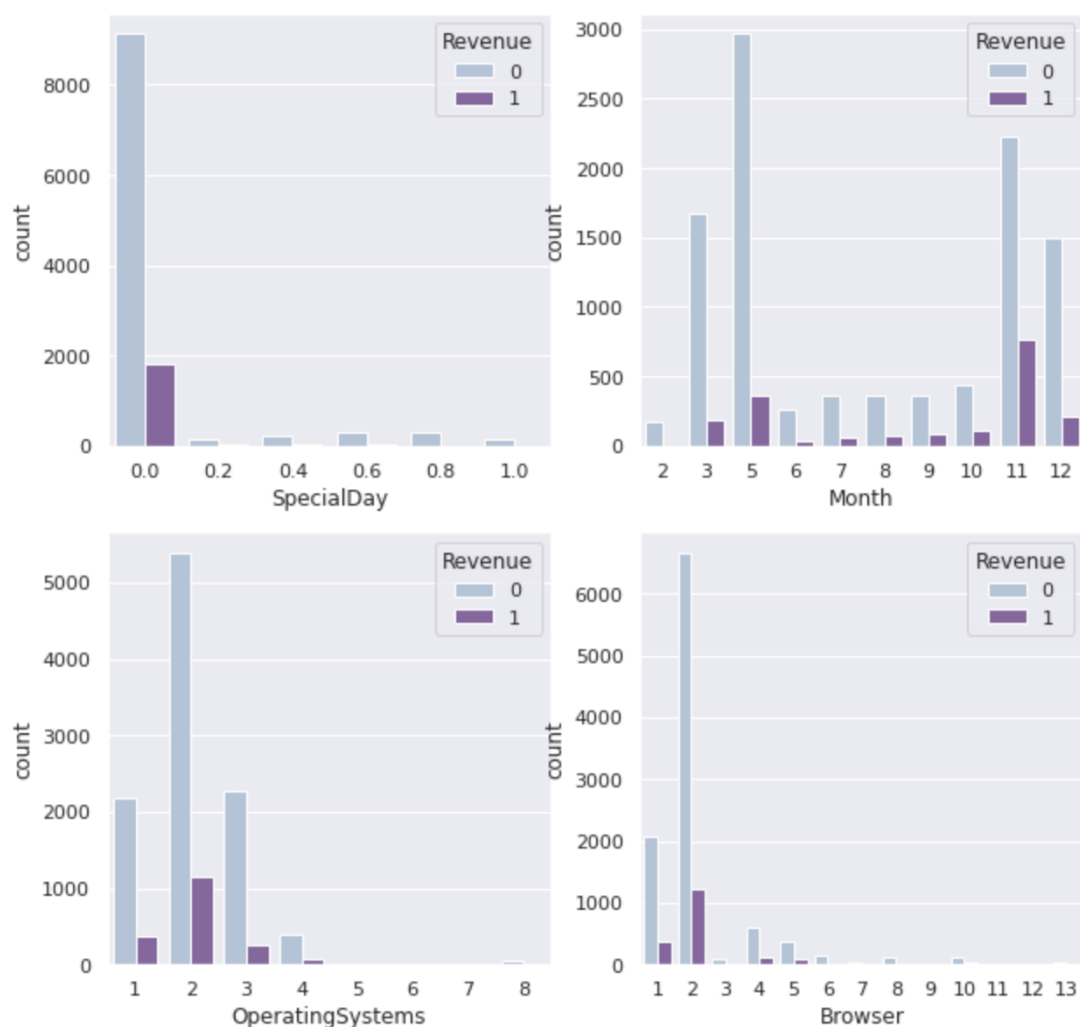 Revenue
0
1
8000
6000
4000
2000
0
count
0.0 0.2 0.4 0.6 0.8 1.0
SpecialDay
Revenue
0
1
3000
2500
2000
1500
1000
500
0
count
2 3 5 6 7 8 9 10 11 12
Month
Revenue
0
1
5000
4000
3000
2000
1000
0
count
1 2 3 4 5 6 7 8
OperatingSystems
Revenue
0
1
6000
5000
4000
3000
2000
1000
0
count
1 2 3 4 5 6 7 8 9 10 11 12 13
Browser